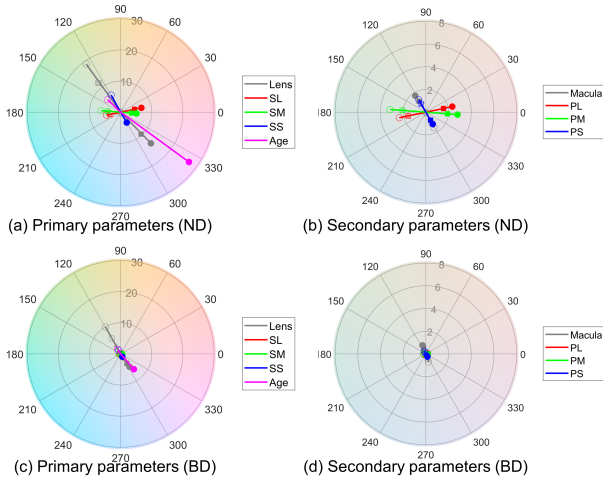 90
120
60
30
150
20
30
10
180
0
210
330
240
300
270
Lens
SL
SM
SS
Age
(a) Primary parameters (ND)
90
8
120
60
6
150
4
30
2
180
0
210
330
240
300
270
Macula
PL
PM
PS
(b) Secondary parameters (ND)
90
30
120
60
20
150
30
10
180
0
210
330
240
300
270
Lens
SL
SM
SS
Age
(c) Primary parameters (BD)
90
8
120
60
6
150
4
30
2
180
0
210
330
240
300
270
Macula
PL
PM
PS
(d) Secondary parameters (BD)